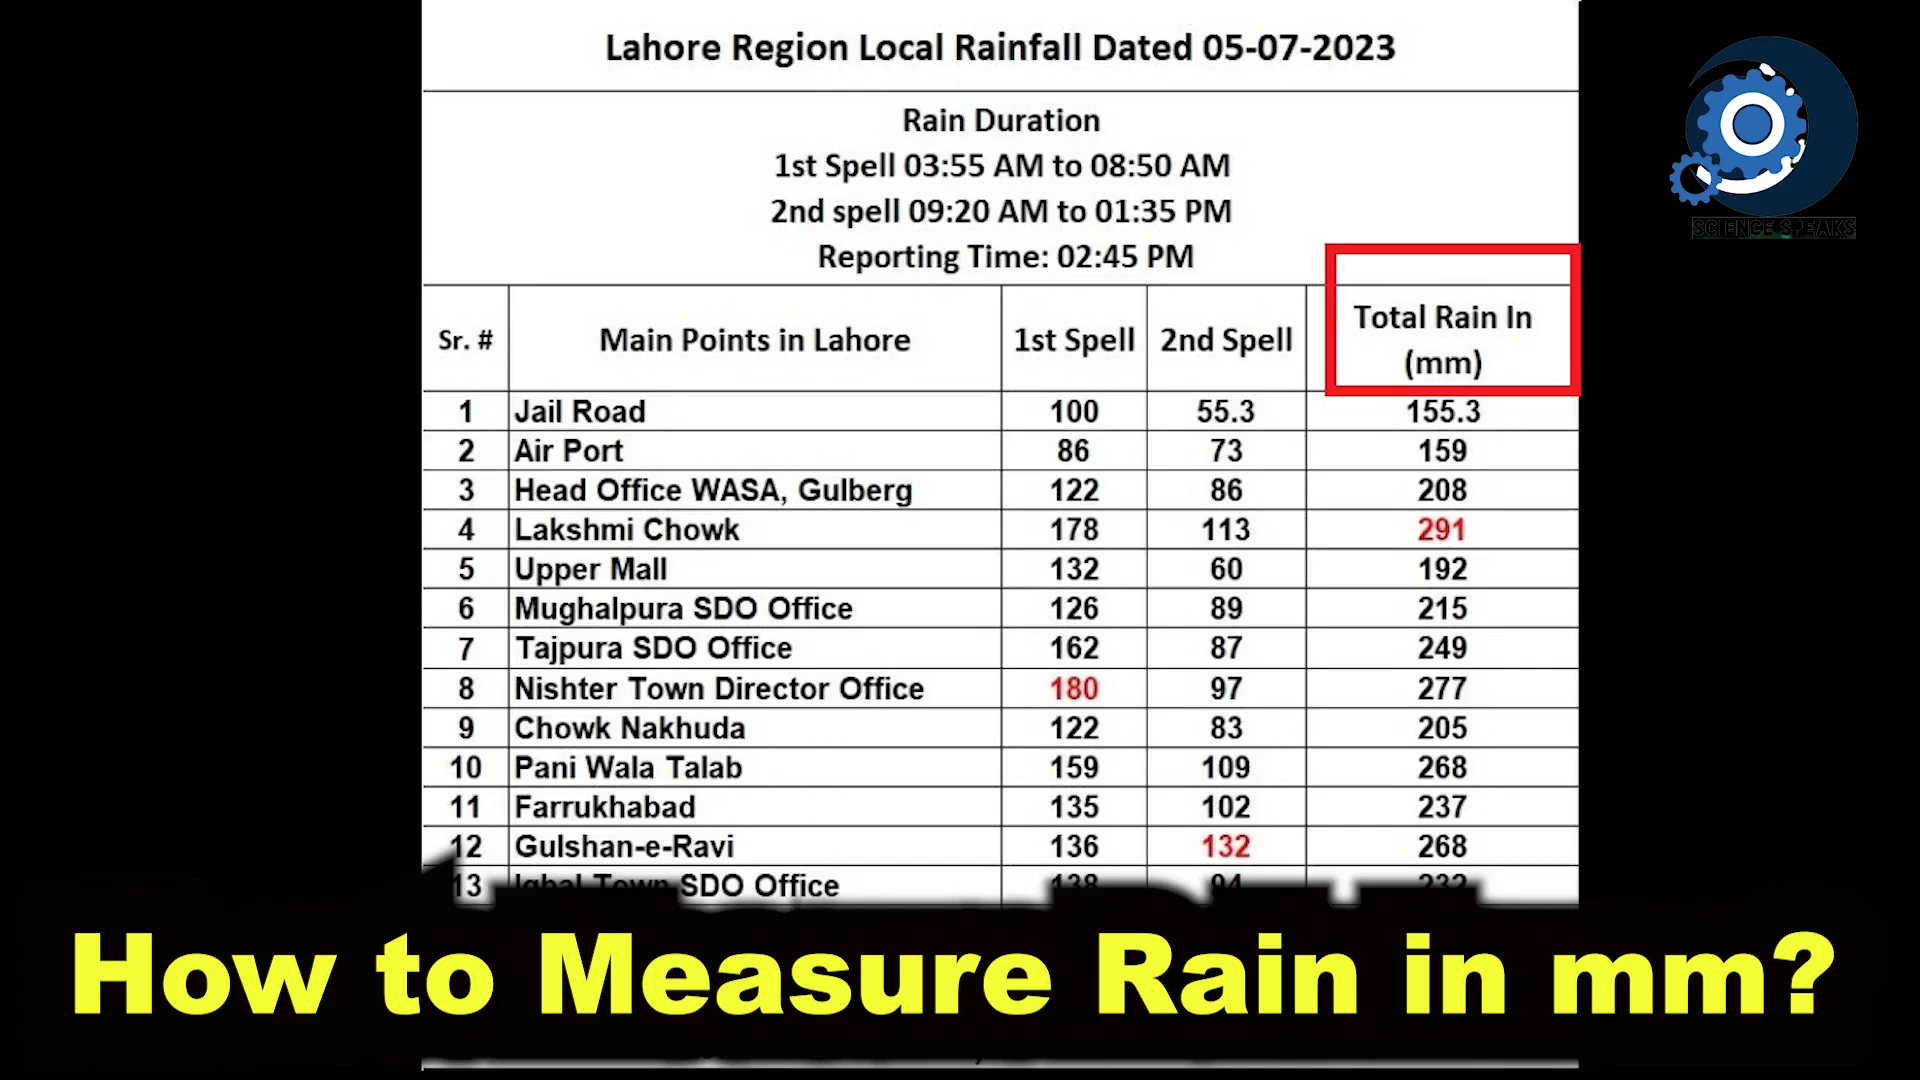 Lahore Region Local Rainfall Dated 05-07-2023
Rain Duration
1st Spell 03:55 AM to 08:50 AM
2nd spell 09:20 AM to 01:35 PM
Reporting Time: 02:45 PM
SCIENCE SPEAKS
Sr. # Main Points in Lahore 1st Spell 2nd Spell Total Rain In (mm)
1 Jail Road 100 55.3 155.3
2 Air Port 86 73 159
3 Head Office WASA, Gulberg 122 86 208
4 Lakshmi Chowk 178 113 291
5 Upper Mall 132 60 192
6 Mughalpura SDO Office 126 89 215
7 Tajpura SDO Office 162 87 249
8 Nishter Town Director Office 180 97 277
9 Chowk Nakhuda 122 83 205
10 Pani Wala Talab 159 109 268
11 Farrukhabad 135 102 237
12 Gulshan-e-Ravi 136 132 268
13 Iqbal Town SDO Office 138 94 232
How to Measure Rain in mm?